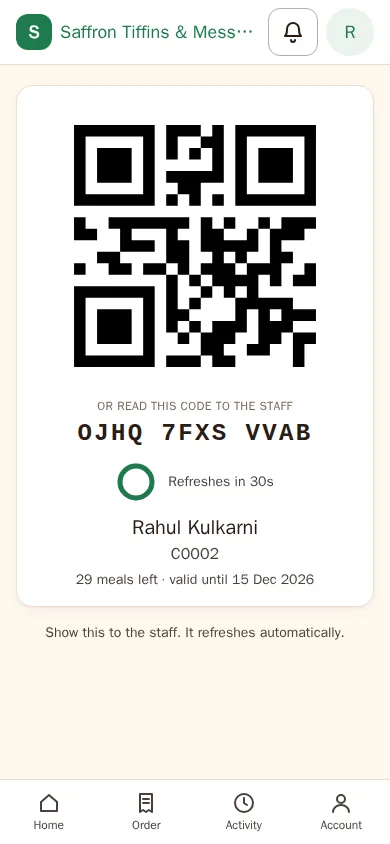 S Saffron Tiffins & Mess··· R
OR READ THIS CODE TO THE STAFF
OJHQ 7FXS VVAB
Refreshes in 30s
Rahul Kulkarni
C0002
29 meals left · valid until 15 Dec 2026
Show this to the staff. It refreshes automatically.
Home Order Activity Account